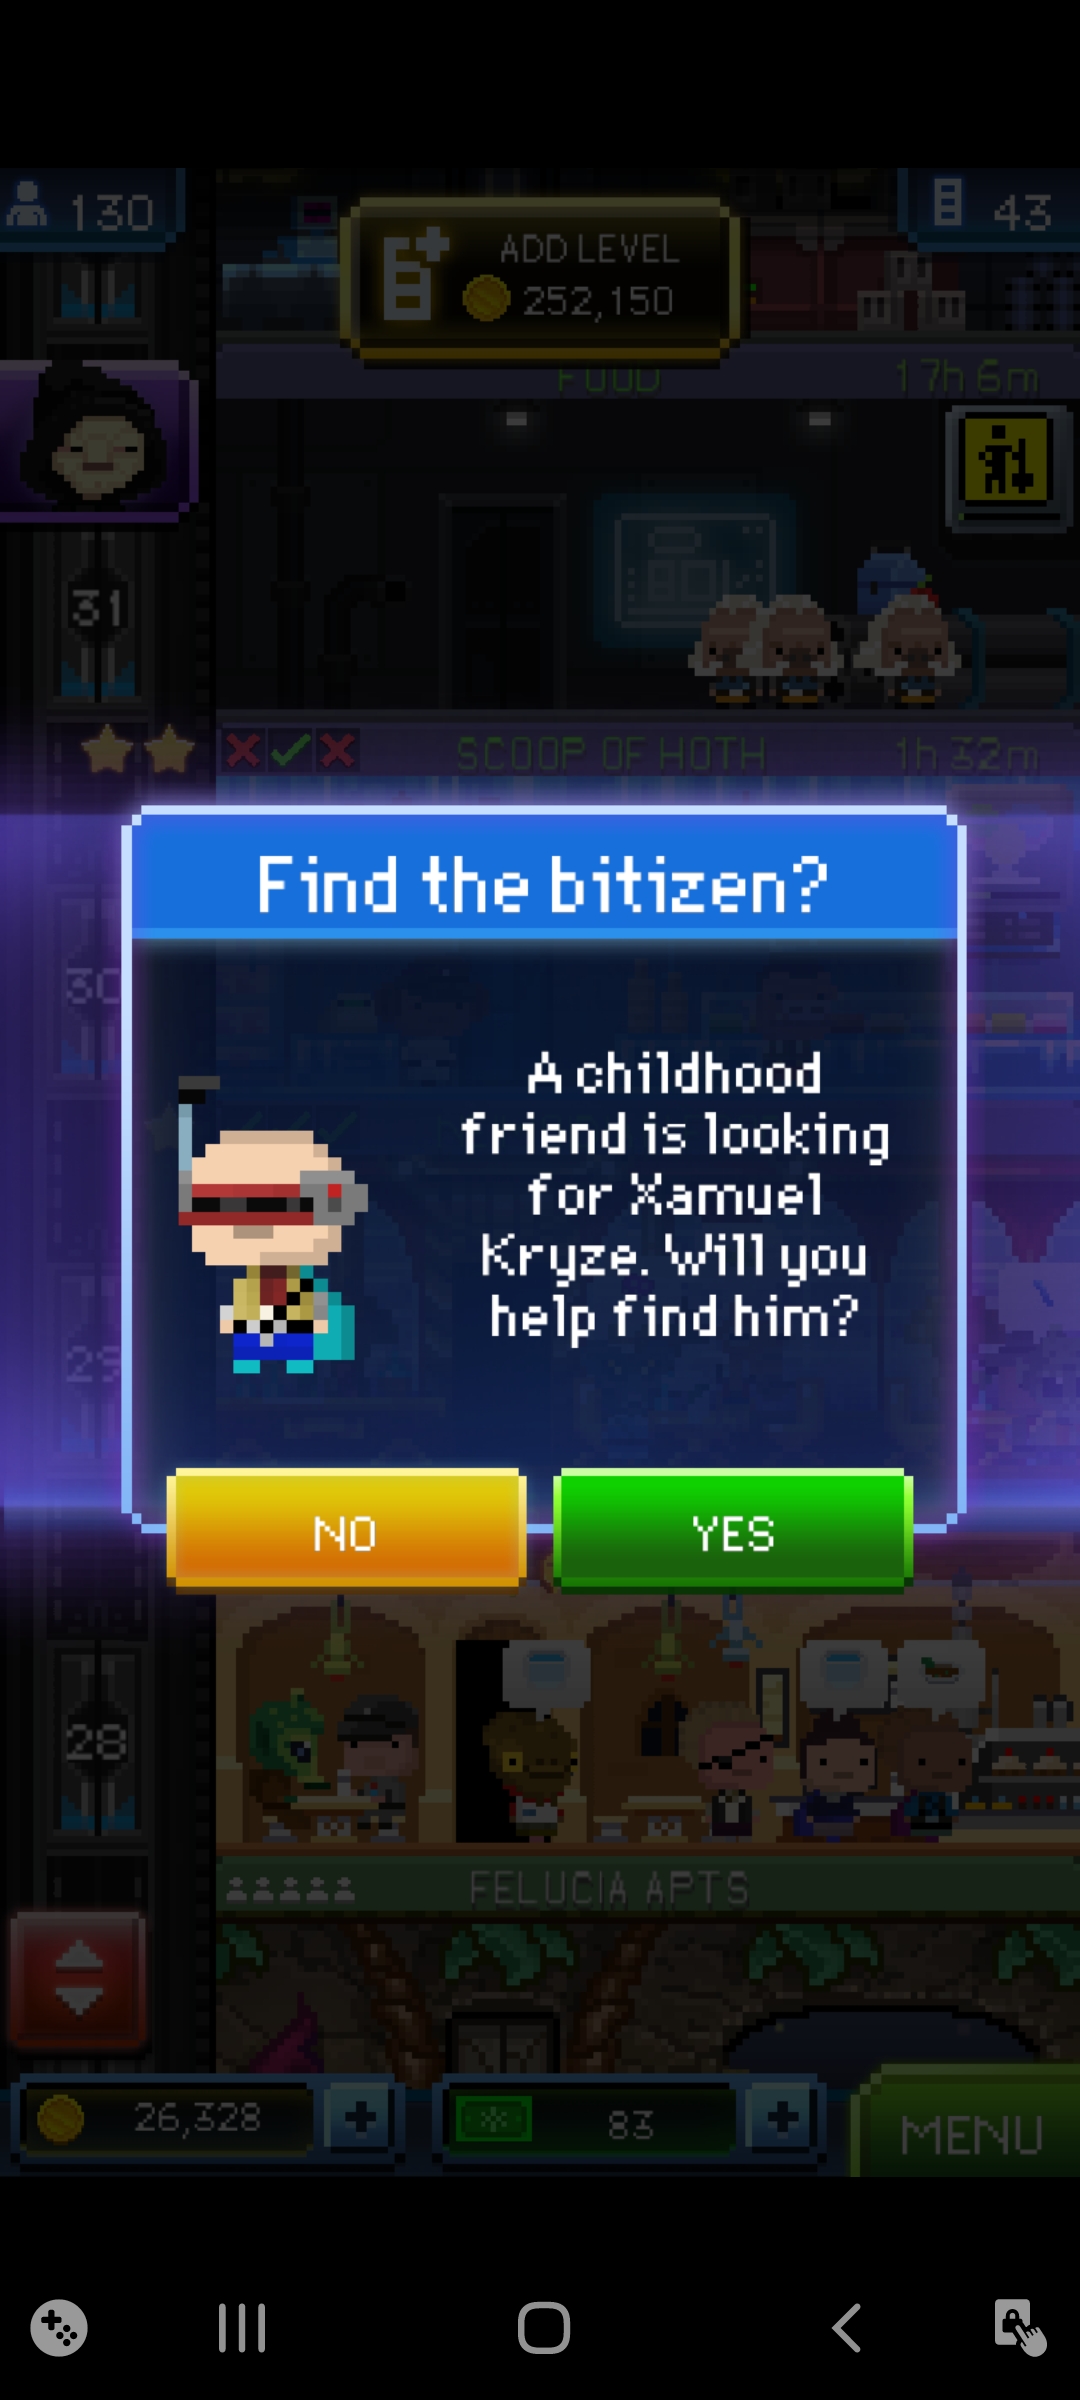 130
ADD LEVEL
252,150
43
FOOD
17h 6m
31
SCOOP OF HOTH
1h 32m
Find the bitizen?
30
A childhood
friend is looking
for Xamuel
Kryze. Will you
help find him?
29
NO
YES
28
FELUCIA APTS
26,328
83
MENU